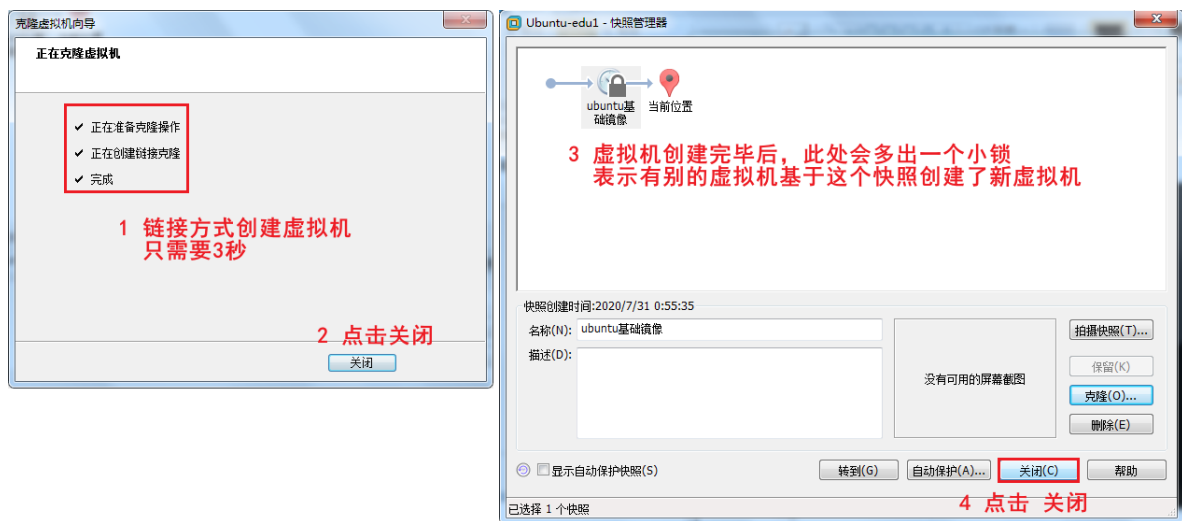 克隆虚拟机向导
正在克隆虚拟机
正在准备克隆操作
正在创建链接克隆
完成
1 链接方式创建虚拟机
只需要3秒
2 点击关闭
关闭
Ubuntu-edu1 - 快照管理器
ubuntu基
础镜像
当前位置
3 虚拟机创建完毕后，此处会多出一个小锁
表示有别的虚拟机基于这个快照创建了新虚拟机
快照创建时间:2020/7/31 0:55:35
名称(N): ubuntu基础镜像
描述(D):
没有可用的屏幕截图
拍摄快照(T)...
保留(K)
克隆(O)...
删除(E)
显示自动保护快照(S)
转到(G)
自动保护(A)...
关闭(C)
帮助
4 点击 关闭
已选择 1 个快照